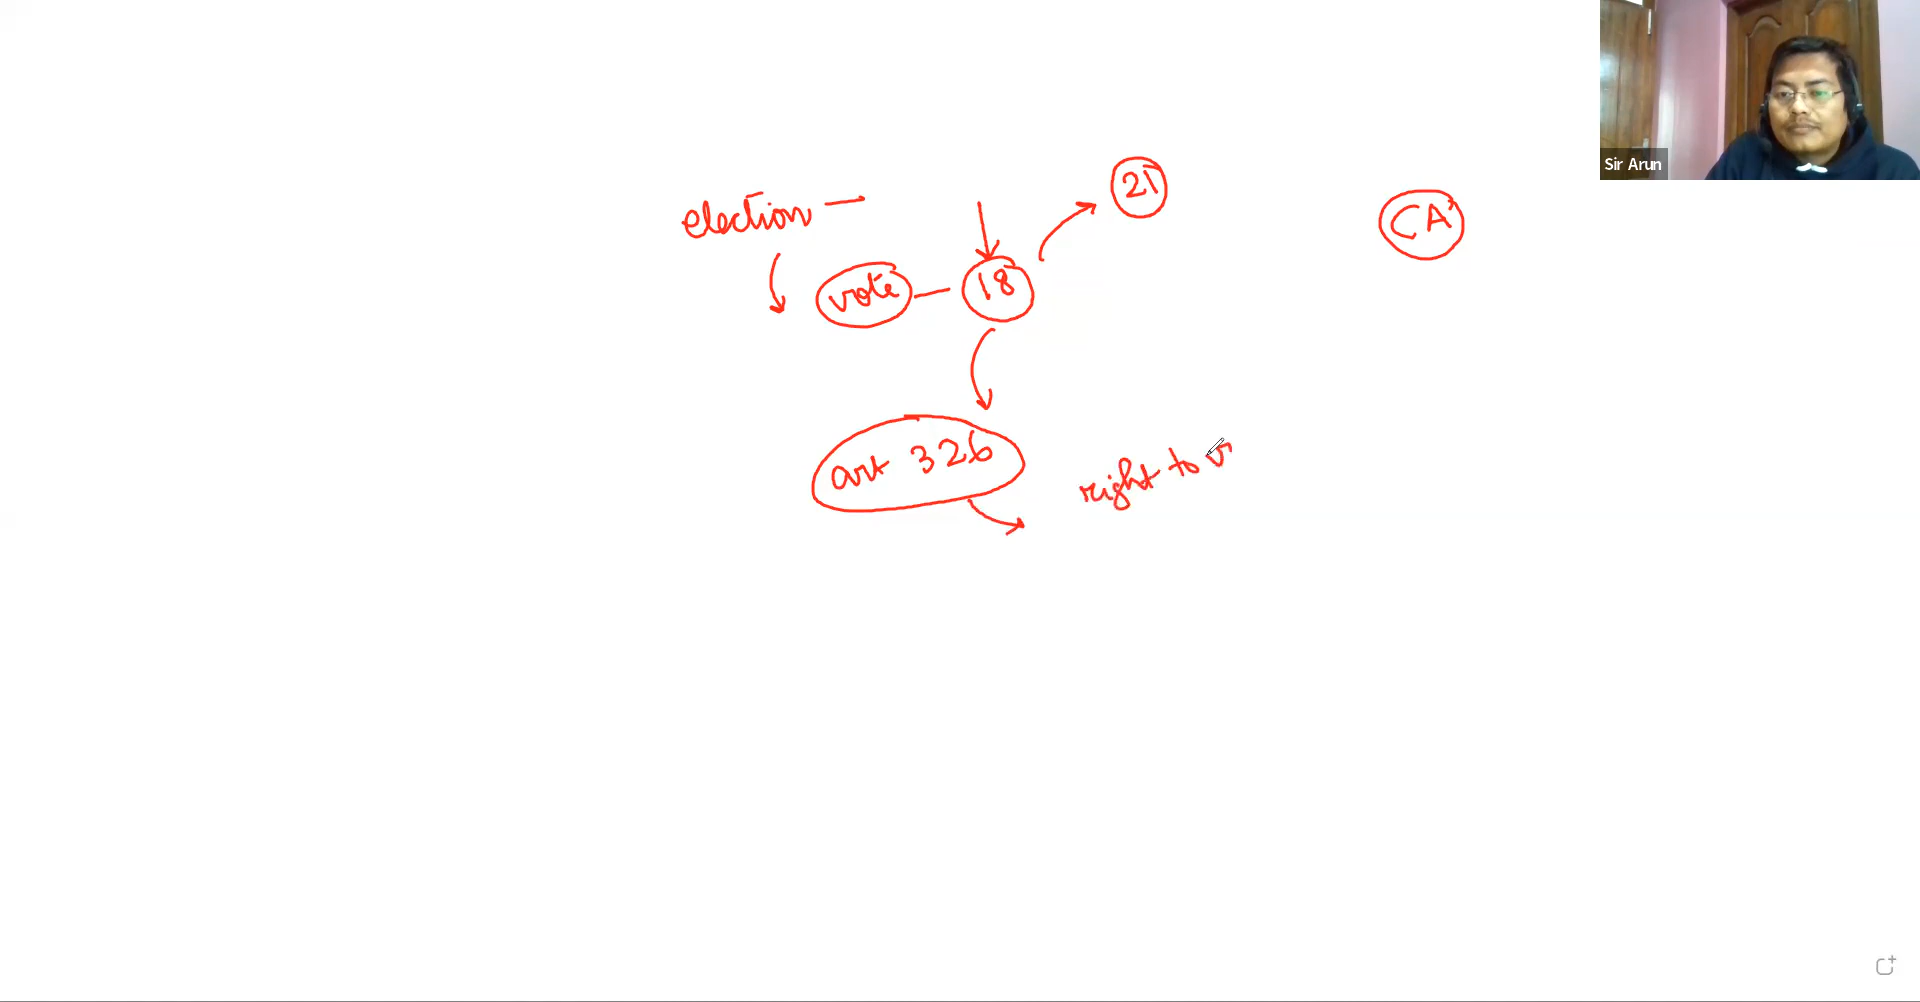 Sir Arun
21
election —
CA
vote — 18
art 326
right to v